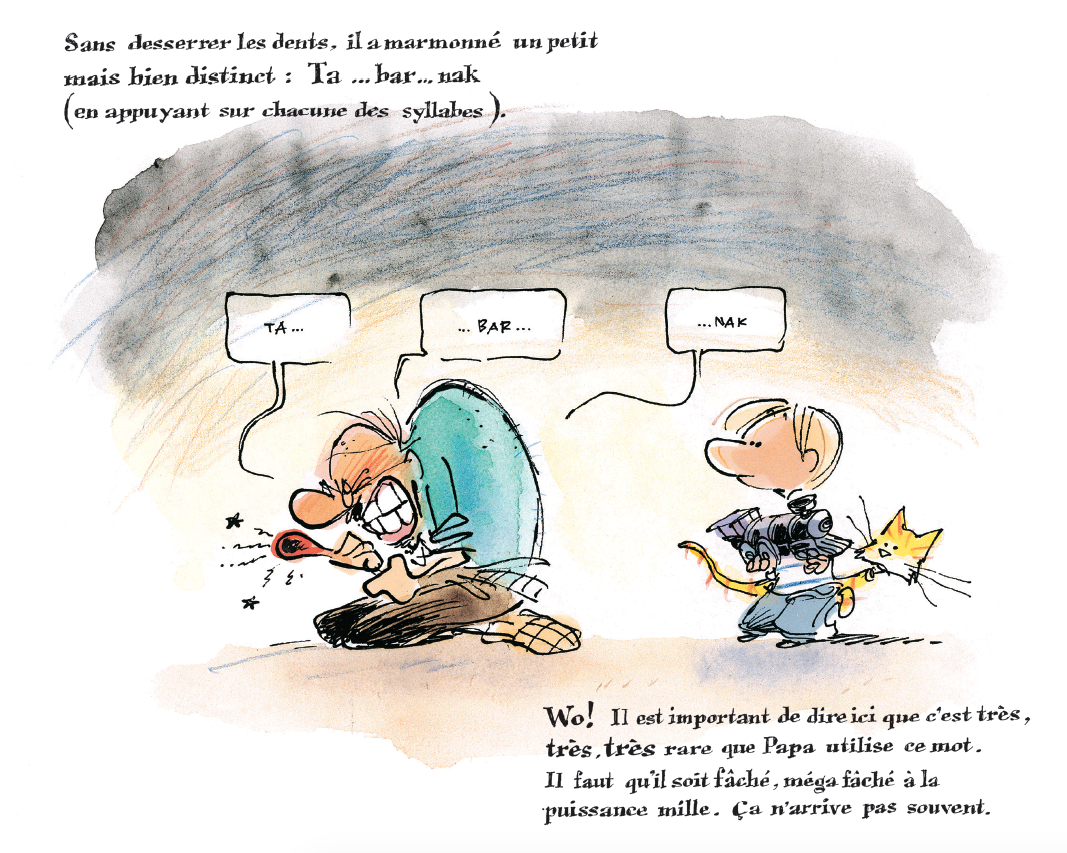 Sans desserrer les dents, il a marmonné un petit
mais bien distinct : Ta ... bar... nak
(en appuyant sur chacune des syllabes).
TA...
... BAR...
...NAK
Wo! Il est important de dire ici que c'est très,
très, très rare que Papa utilise ce mot.
Il faut qu'il soit fâché, méga fâché à la
puissance mille. Ça n'arrive pas souvent.